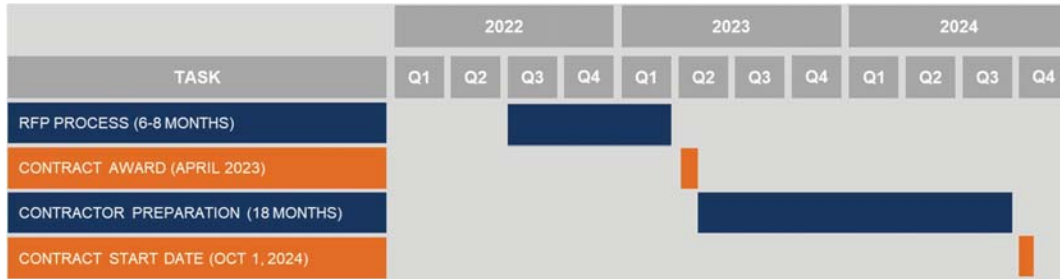 2022 2023 2024
TASK Q1 Q2 Q3 Q4 Q1 Q2 Q3 Q4 Q1 Q2 Q3 Q4
RFP PROCESS (6-8 MONTHS)
CONTRACT AWARD (APRIL 2023)
CONTRACTOR PREPARATION (18 MONTHS)
CONTRACT START DATE (OCT 1, 2024)